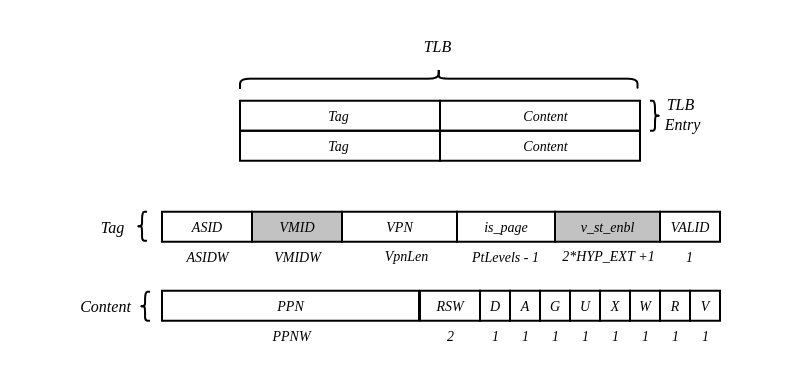 TLB
Tag Content
Tag Content
TLB
Entry
Tag ASID VMID VPN is_page v_st_enbl VALID
ASIDW VMIDW VpnLen PtLevels - 1 2*HYP_EXT +1 1
Content PPN RSW D A G U X W R V
PPNW 2 1 1 1 1 1 1 1 1